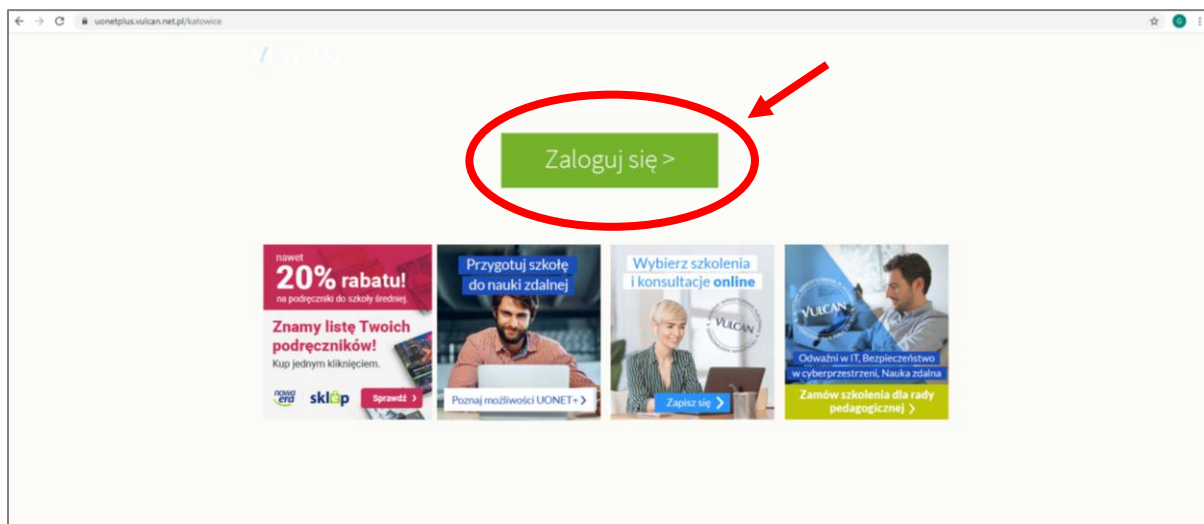 uonetplus.vulcan.net.pl/katowice
G
VULCAN
Zaloguj się >
nawet
20% rabatu!
na podręczniki do szkoły średniej.
Znamy listę Twoich
podręczników!
Kup jednym kliknięciem.
nowa
era
sklep
Sprawdź >
Przygotuj szkołę
do nauki zdalnej
Poznaj możliwości UONET+ >
Wybierz szkolenia
i konsultacje online
VULCAN
Zapisz się >
VULCAN
Odważni w IT, Bezpieczeństwo
w cyberprzestrzeni, Nauka zdalna
Zamów szkolenia dla rady
pedagogicznej >